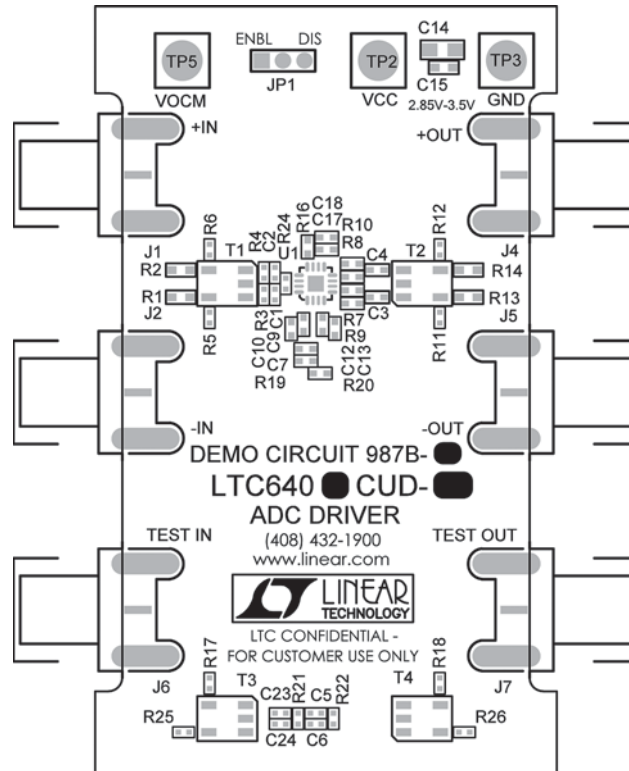 ENBL DIS
JP1
TP5
VOCM
TP2
VCC
C14
C15
2.85V-3.5V
TP3
GND
+IN
+OUT
J1
J4
R6
T1
R4
C2
R24
U1
R16
C18
C17
R10
R8
C4
T2
R12
R2
R14
R1
R13
J2
J5
R5
R3
C1
C3
R7
R9
R11
C10
C9
C7
C12
C13
R19
R20
-IN
-OUT
DEMO CIRCUIT 987B-
LTC640 CUD-
ADC DRIVER
(408) 432-1900
www.linear.com
TEST IN
TEST OUT
LINEAR
TECHNOLOGY
LTC CONFIDENTIAL -
FOR CUSTOMER USE ONLY
J6
R17
T3
R25
C23
C24
R21
C5
C6
R22
T4
R18
J7
R26